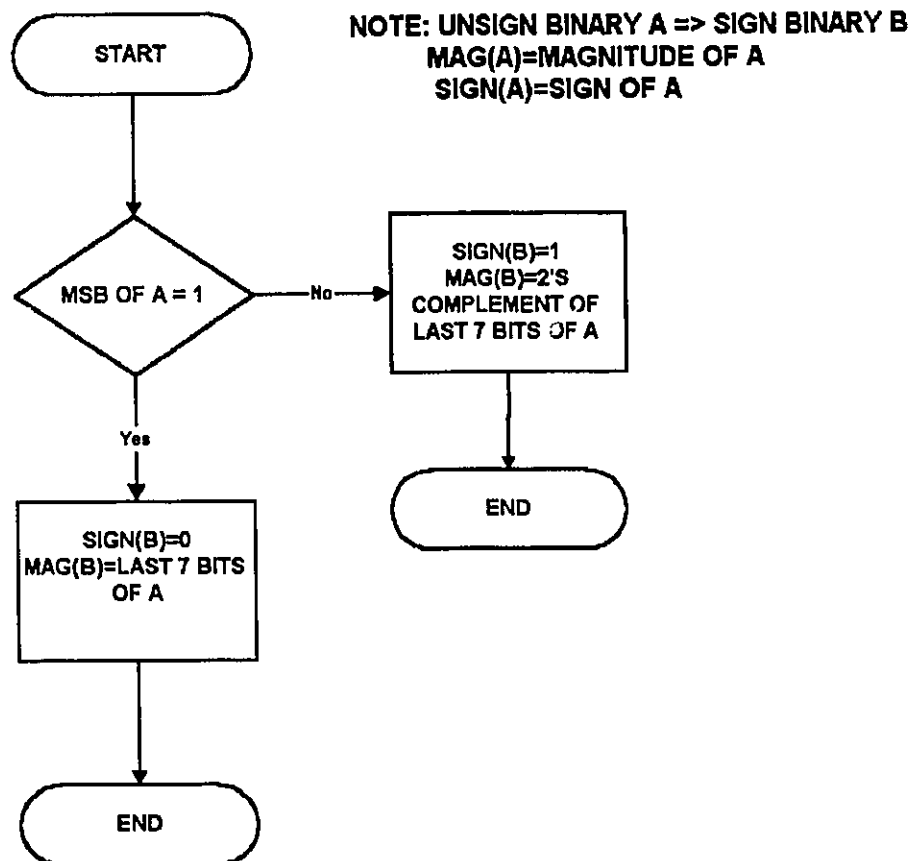 START
NOTE: UNSIGN BINARY A => SIGN BINARY B
MAG(A)=MAGNITUDE OF A
SIGN(A)=SIGN OF A
MSB OF A = 1
No
SIGN(B)=1
MAG(B)=2'S
COMPLEMENT OF
LAST 7 BITS OF A
Yes
END
SIGN(B)=0
MAG(B)=LAST 7 BITS
OF A
END